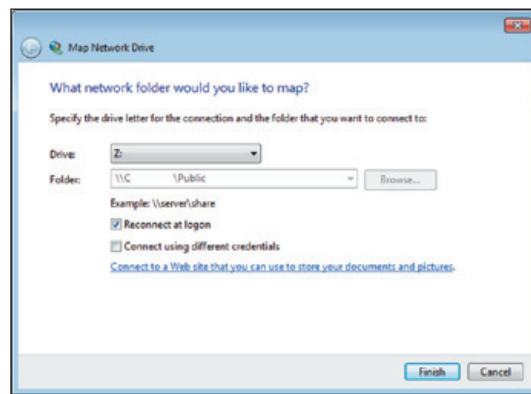 Map Network Drive
What network folder would you like to map?
Specify the drive letter for the connection and the folder that you want to connect to:
Drive: Z:
Folder: \\C \Public Browse...
Example: \\server\share
Reconnect at logon
Connect using different credentials
Connect to a Web site that you can use to store your documents and pictures.
Finish Cancel